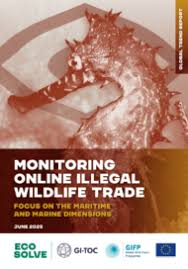 GLOBAL TREND REPORT
MONITORING
ONLINE ILLEGAL
WILDLIFE TRADE
FOCUS ON THE MARITIME
AND MARINE DIMENSIONS
JUNE 2025
ECO
SOLVE
GI-TOC
GIFP